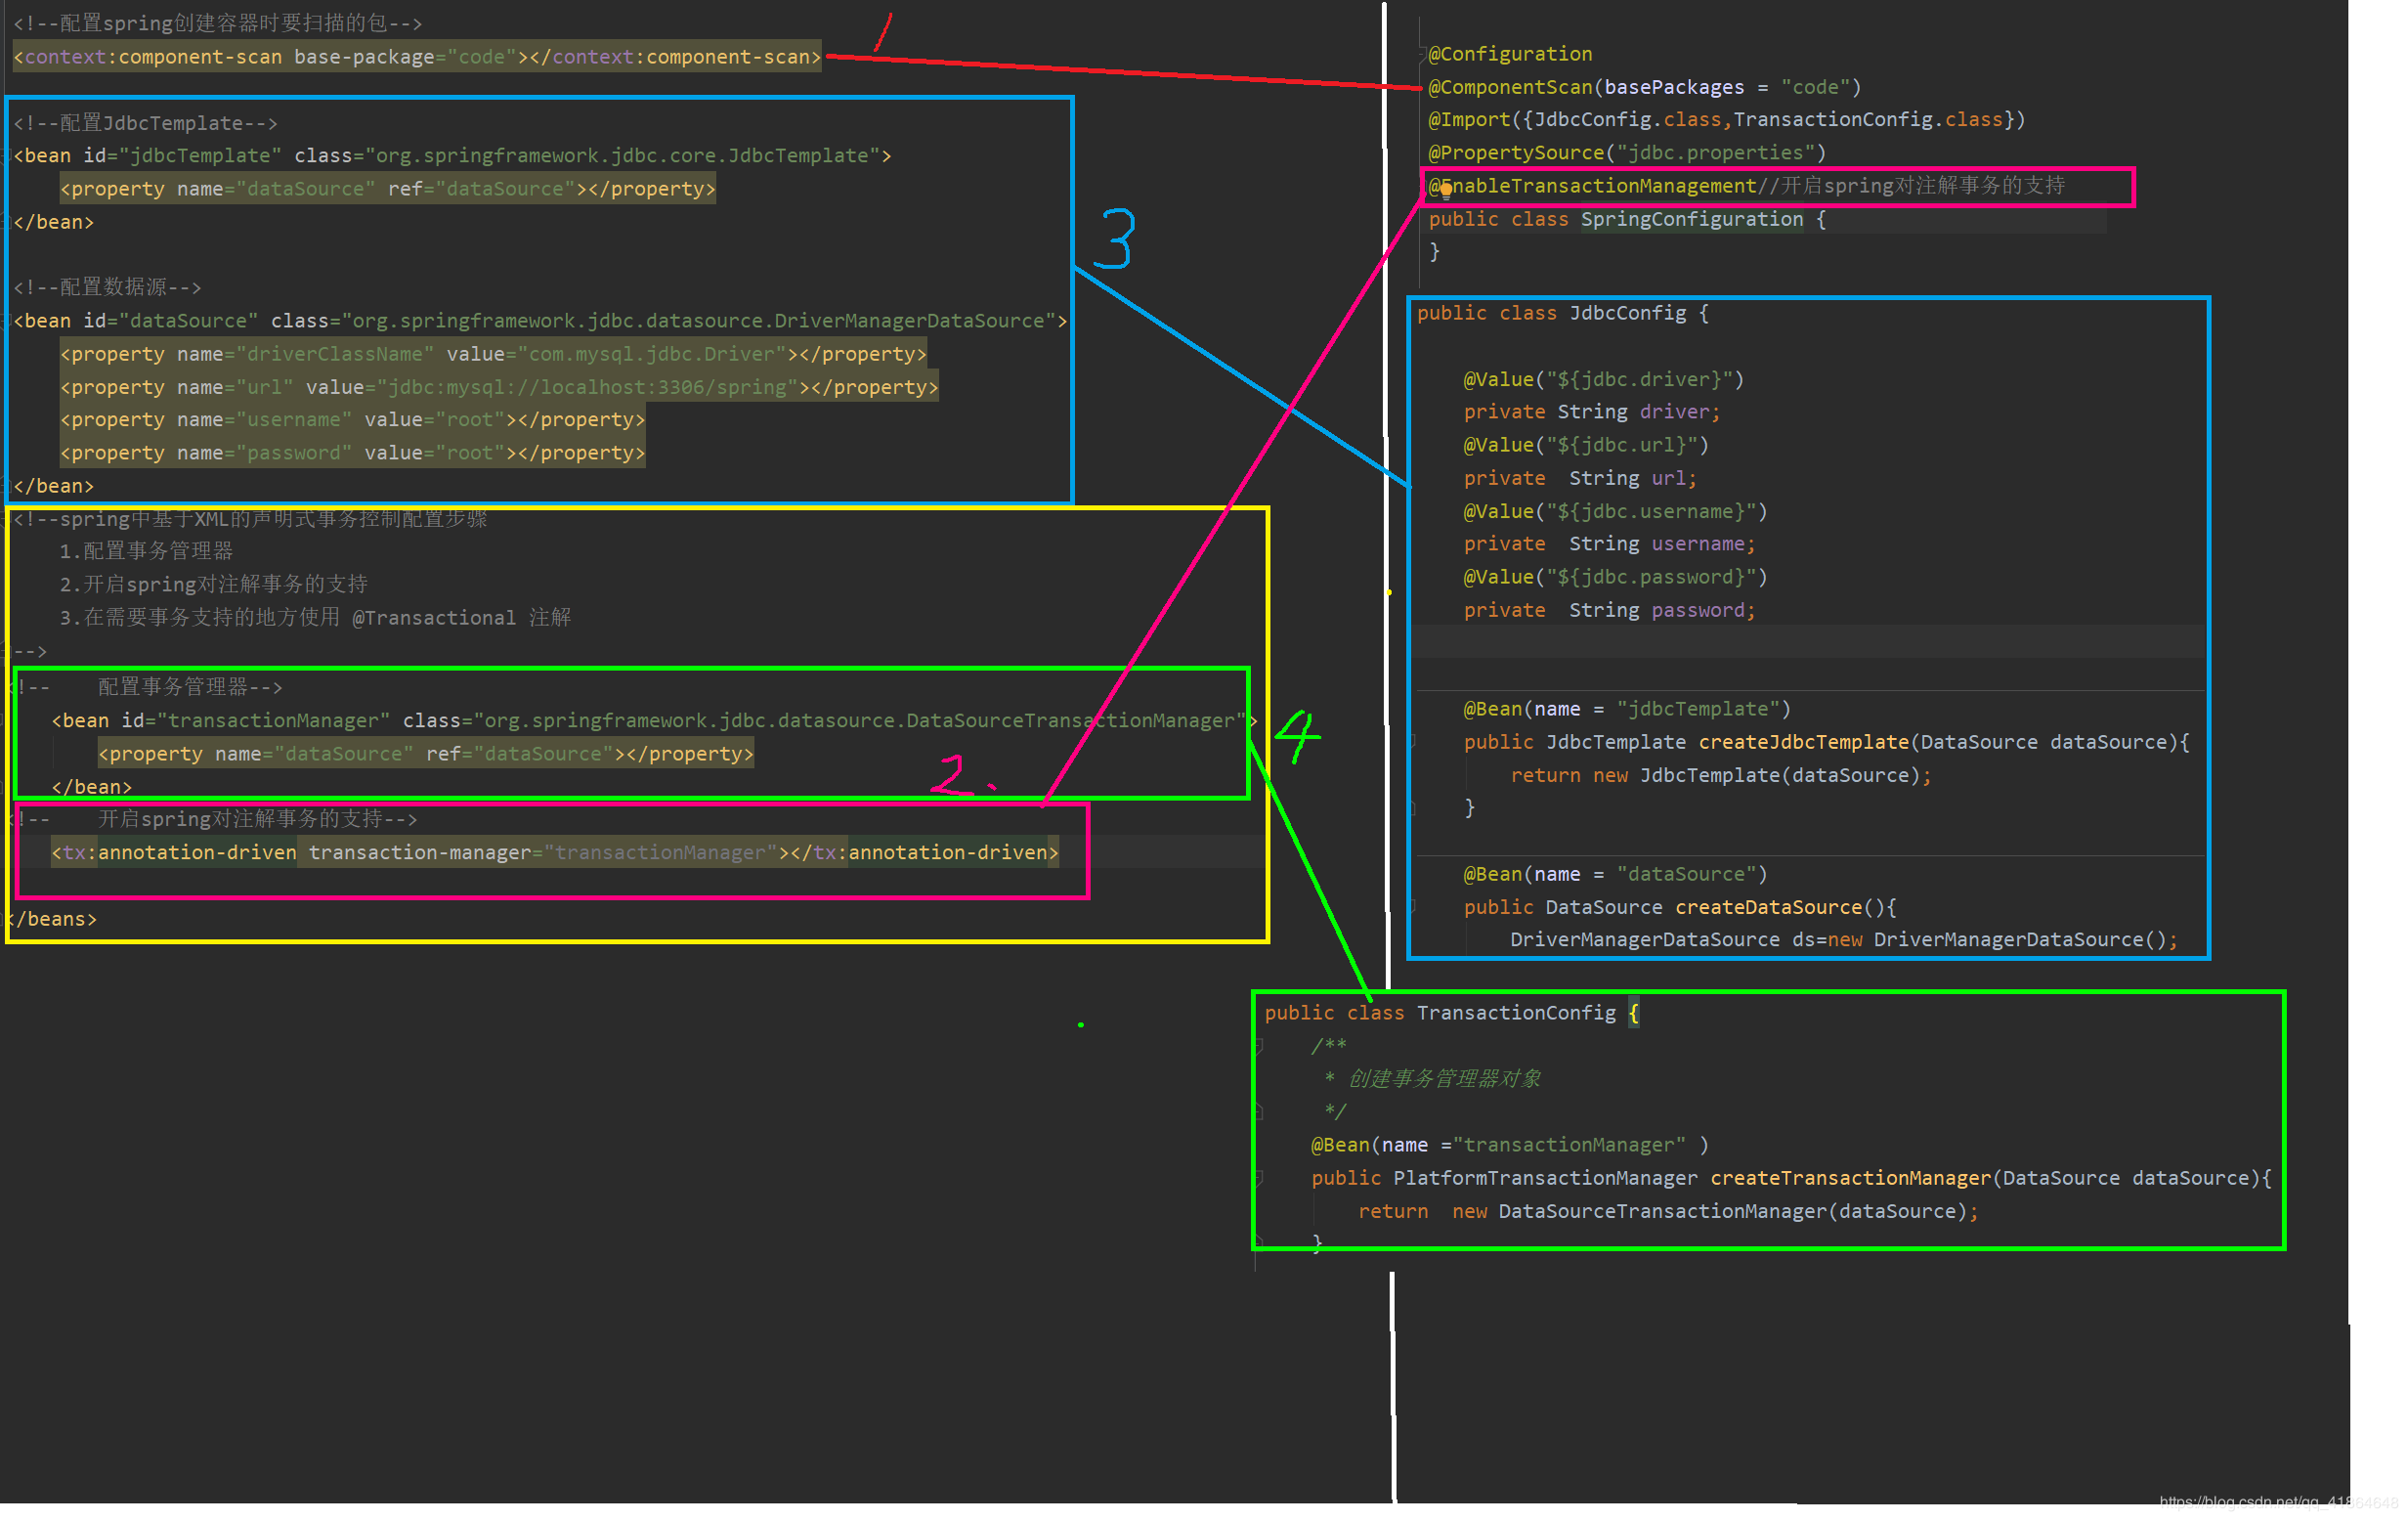 <!--配置spring创建容器时要扫描的包-->
<context:component-scan base-package="code"></context:component-scan>
<!--配置JdbcTemplate-->
<bean id="jdbcTemplate" class="org.springframework.jdbc.core.JdbcTemplate">
<property name="dataSource" ref="dataSource"></property>
</bean>
<!--配置数据源-->
<bean id="dataSource" class="org.springframework.jdbc.datasource.DriverManagerDataSource">
<property name="driverClassName" value="com.mysql.jdbc.Driver"></property>
<property name="url" value="jdbc:mysql://localhost:3306/spring"></property>
<property name="username" value="root"></property>
<property name="password" value="root"></property>
</bean>
<!--spring中基于XML的声明式事务控制配置步骤
1.配置事务管理器
2.开启spring对注解事务的支持
3.在需要事务支持的地方使用 @Transactional 注解
-->
!-- 配置事务管理器-->
<bean id="transactionManager" class="org.springframework.jdbc.datasource.DataSourceTransactionManager">
<property name="dataSource" ref="dataSource"></property>
</bean>
!-- 开启spring对注解事务的支持-->
<tx:annotation-driven transaction-manager="transactionManager"></tx:annotation-driven>
</beans>
1
3
2.
4
@Configuration
@ComponentScan(basePackages = "code")
@Import({JdbcConfig.class,TransactionConfig.class})
@PropertySource("jdbc.properties")
@EnableTransactionManagement//开启spring对注解事务的支持
public class SpringConfiguration {
}
public class JdbcConfig {
@Value("${jdbc.driver}")
private String driver;
@Value("${jdbc.url}")
private String url;
@Value("${jdbc.username}")
private String username;
@Value("${jdbc.password}")
private String password;
@Bean(name = "jdbcTemplate")
public JdbcTemplate createJdbcTemplate(DataSource dataSource){
return new JdbcTemplate(dataSource);
}
@Bean(name = "dataSource")
public DataSource createDataSource(){
DriverManagerDataSource ds=new DriverManagerDataSource();
public class TransactionConfig {
/**
* 创建事务管理器对象
*/
@Bean(name ="transactionManager" )
public PlatformTransactionManager createTransactionManager(DataSource dataSource){
return new DataSourceTransactionManager(dataSource);
}
https://blog.csdn.net/qq_41864648